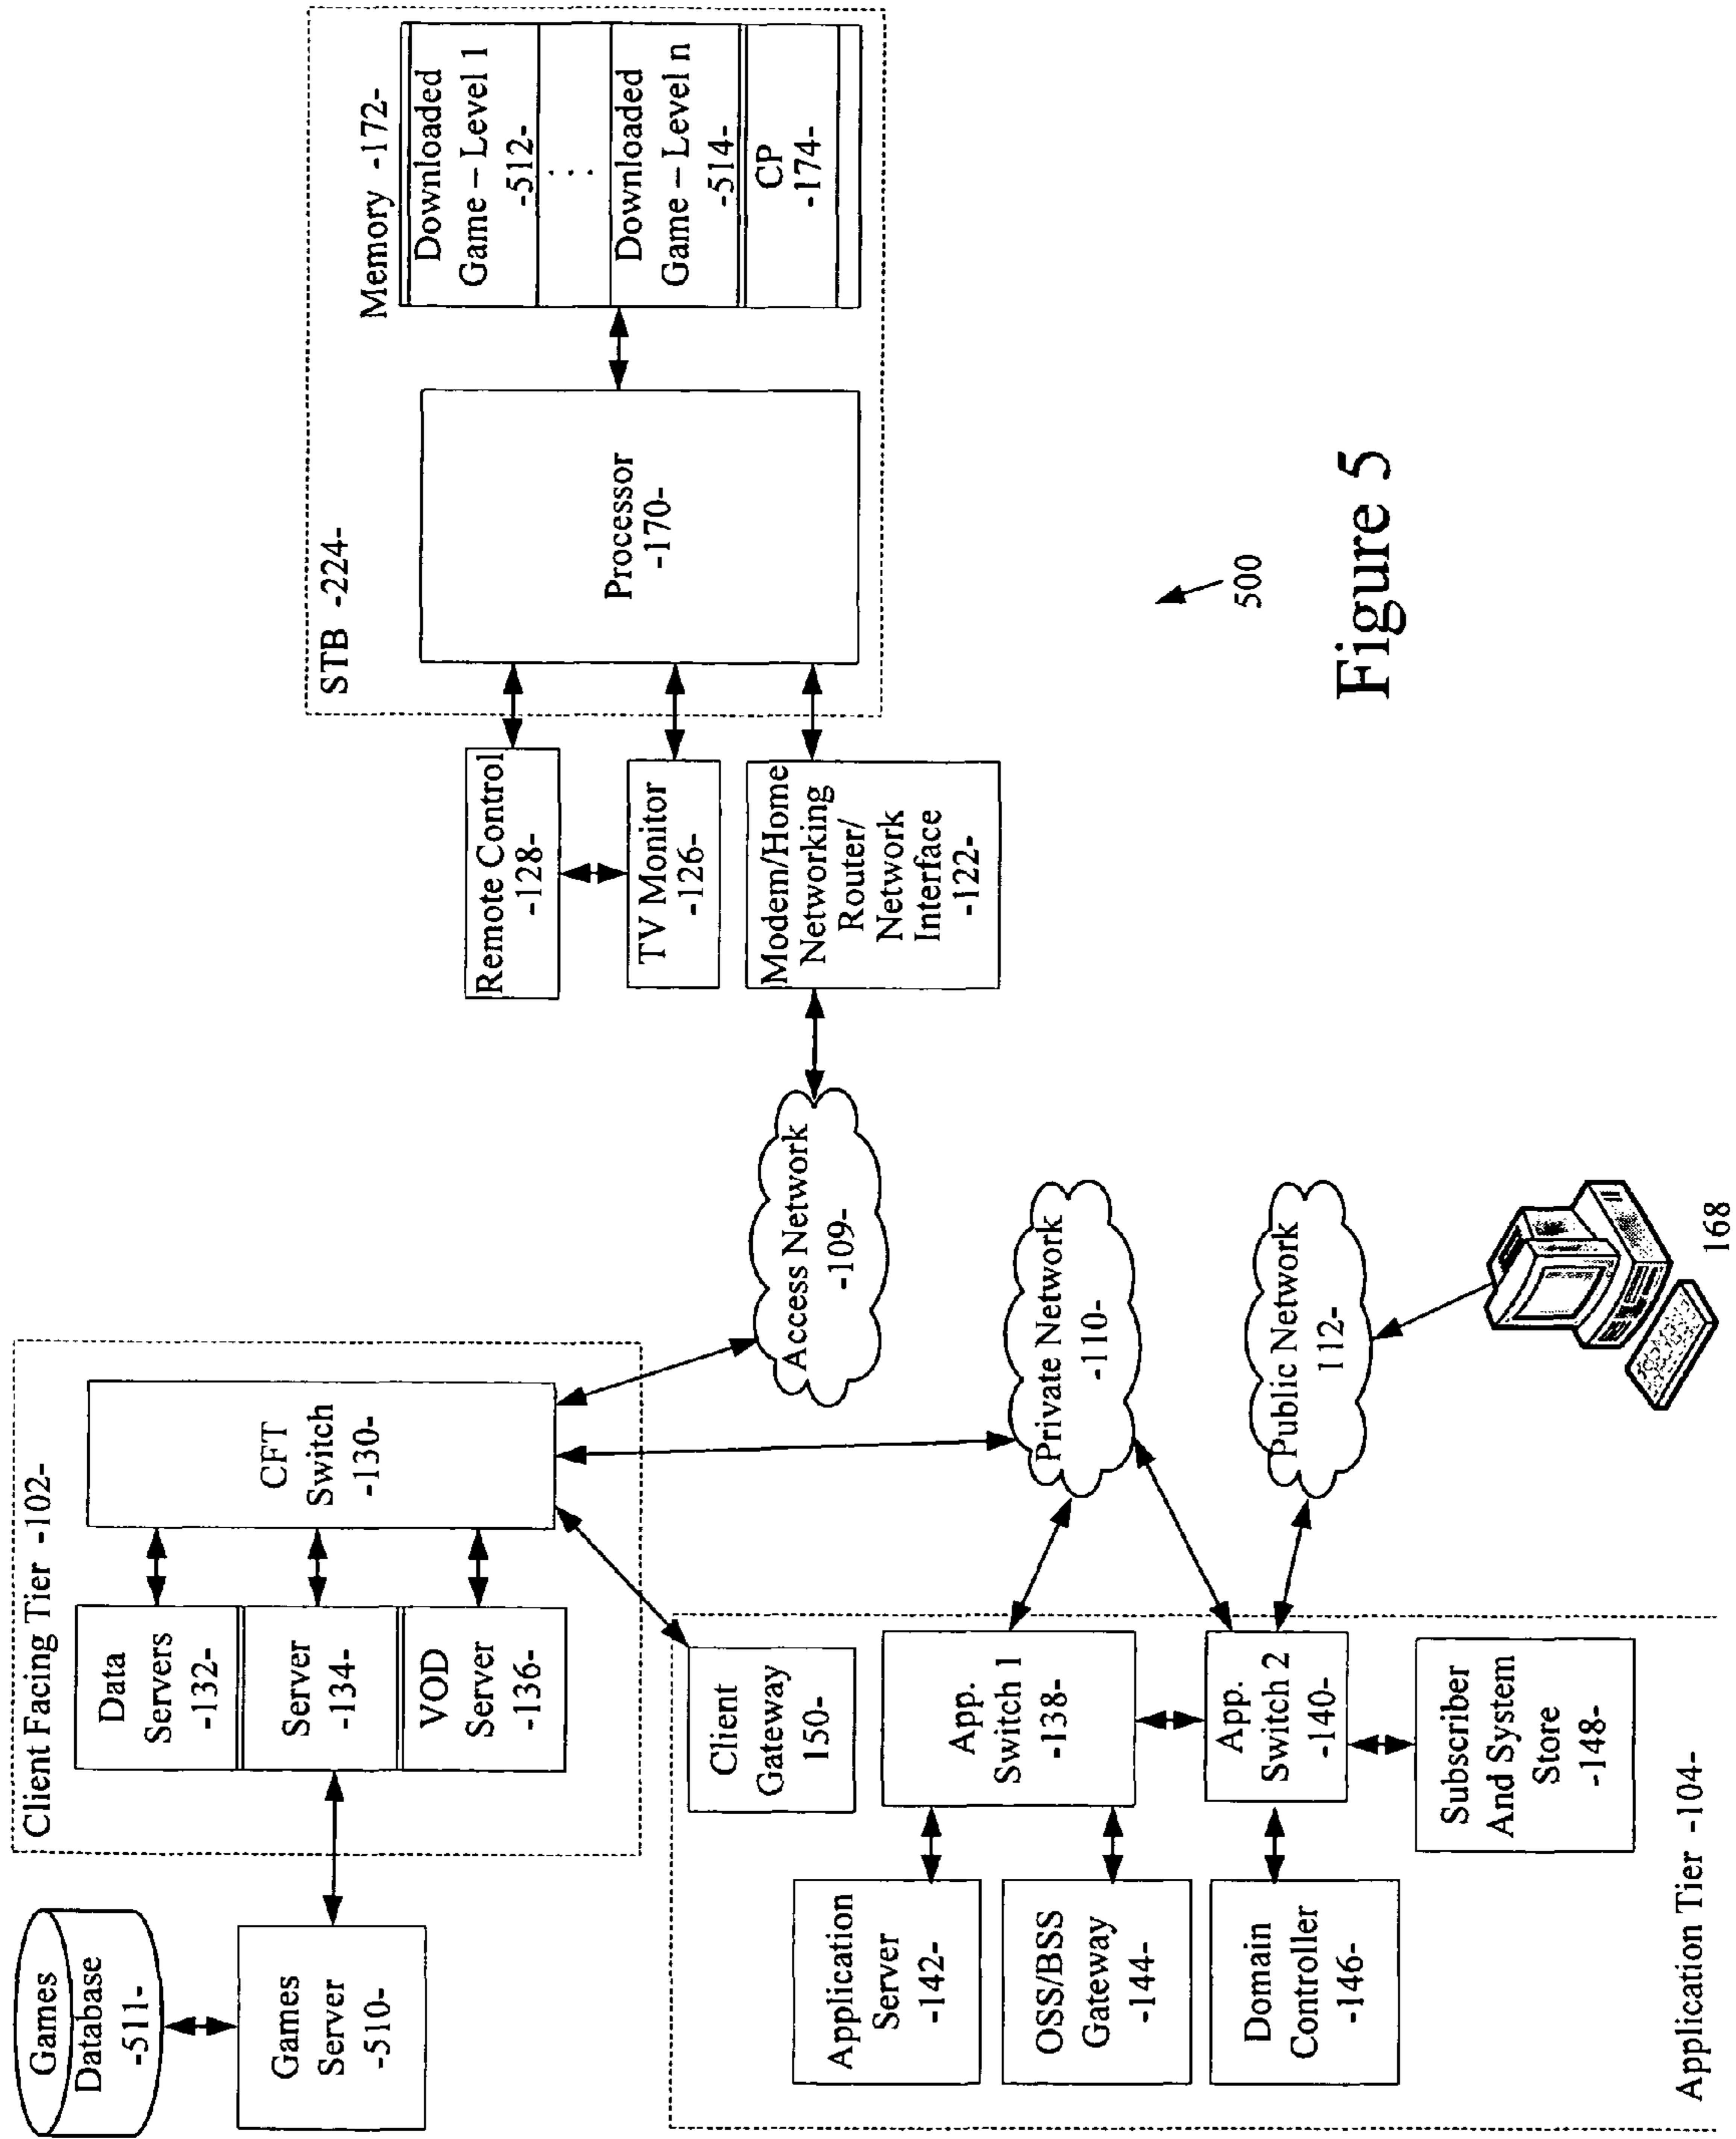 Games
Database
-511-
Games
Server
-510-
Client Facing Tier -102-
Data
Servers
-132-
Server
-134-
VOD
Server
-136-
CFT
Switch
-130-
Client
Gateway
150-
Application
Server
-142-
OSS/BSS
Gateway
-144-
Domain
Controller
-146-
App.
Switch 1
-138-
App.
Switch 2
-140-
Subscriber
And System
Store
-148-
Application Tier -104-
Access Network
-109-
Private Network
-110-
Public Network
112-
168
Remote Control
-128-
TV Monitor
-126-
Modem/Home
Networking
Router/
Network
Interface
-122-
STB -224-
Processor
-170-
Memory -172-
Downloaded
Game – Level 1
-512-
. . .
Downloaded
Game – Level n
-514-
CP
-174-
500
Figure 5